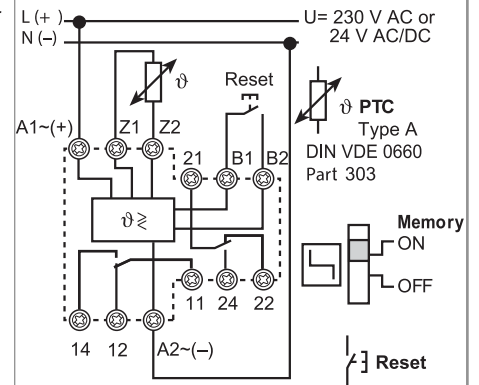 L (+)
U= 230 V AC or
24 V AC/DC
N (–)
Reset
ϑ
ϑ PTC
Type A
DIN VDE 0660
Part 303
A1~(+) Z1 Z2
21 B1 B2
ϑ≷
Memory
ON
OFF
11 24 22
14 12 A2~(–)
Reset